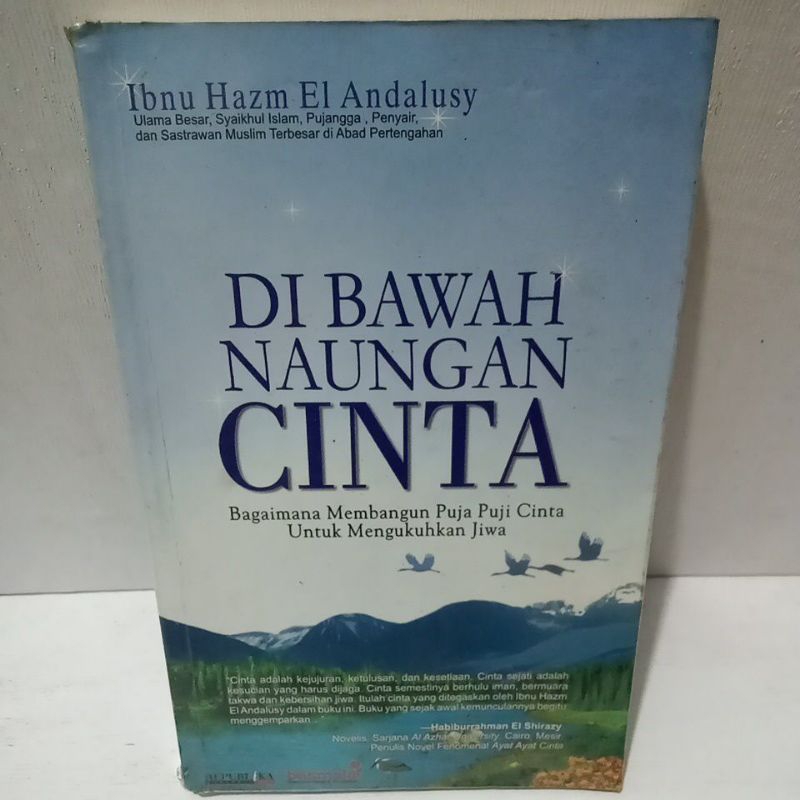 Ibnu Hazm El Andalusy
Ulama Besar, Syaikhul Islam, Pujangga , Penyair,
dan Sastrawan Muslim Terbesar di Abad Pertengahan
DI BAWAH
NAUNGAN
CINTA
Bagaimana Membangun Puja Puji Cinta
Untuk Mengukuhkan Jiwa
"Cinta adalah kejujuran, ketulusan, dan kesetiaan. Cinta sejati adalah
kesucian yang harus dijaga. Cinta semestinya berhulu iman, bermuara
takwa dan kebersihan jiwa. Itulah cinta yang ditegaskan oleh Ibnu Hazm
El Andalusy dalam buku ini. Buku yang sejak awal kemunculannya begitu
menggemparkan...
—Habiburrahman El Shirazy
Novelis, Sarjana Al Azhar University, Cairo, Mesir.
Penulis Novel Fenomenal Ayat Ayat Cinta
REPUBLIKA
basmala